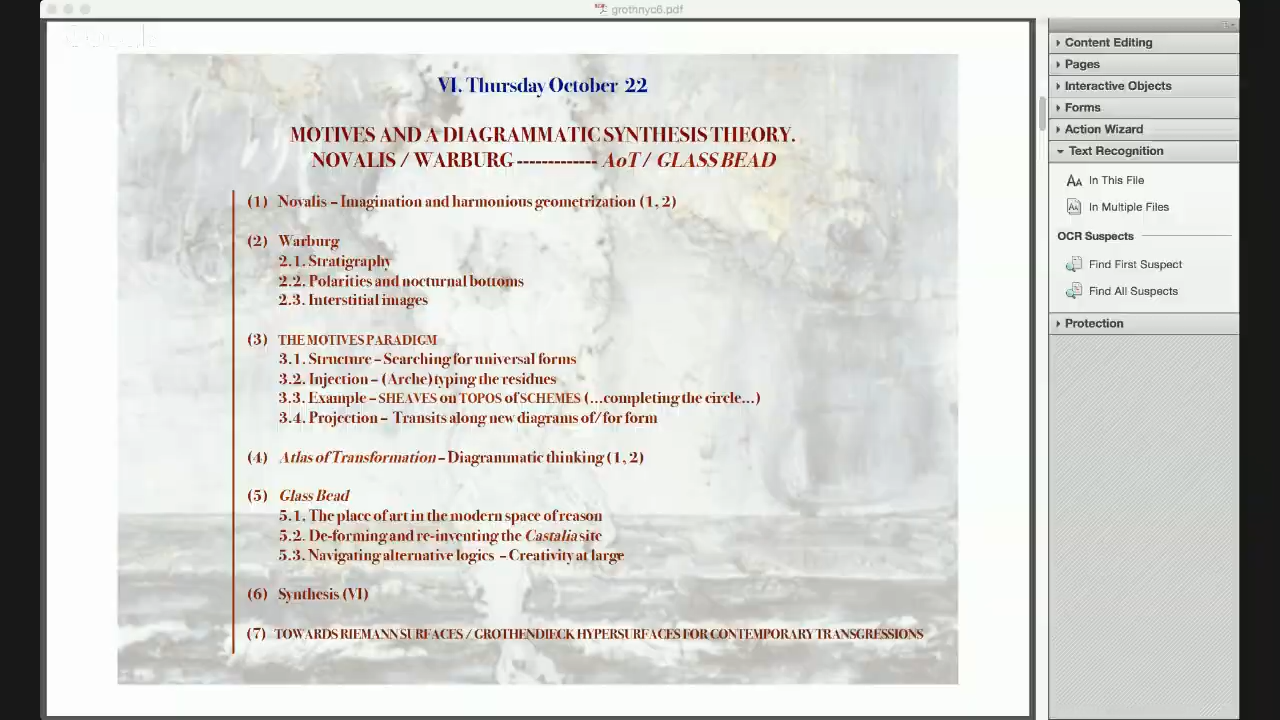 grothnyc6.pdf
VI. Thursday October 22
MOTIVES AND A DIAGRAMMATIC SYNTHESIS THEORY.
NOVALIS / WARBURG ------------- AoT / GLASS BEAD
(1) Novalis – Imagination and harmonious geometrization (1, 2)
(2) Warburg
2.1. Stratigraphy
2.2. Polarities and nocturnal bottoms
2.3. Interstitial images
(3) THE MOTIVES PARADIGM
3.1. Structure – Searching for universal forms
3.2. Injection – (Arche)typing the residues
3.3. Example – SHEAVES on TOPOS of SCHEMES (...completing the circle...)
3.4. Projection – Transits along new diagrams of/for form
(4) Atlas of Transformation – Diagrammatic thinking (1, 2)
(5) Glass Bead
5.1. The place of art in the modern space of reason
5.2. De-forming and re-inventing the Castalia site
5.3. Navigating alternative logics – Creativity at large
(6) Synthesis (VI)
(7) TOWARDS RIEMANN SURFACES / GROTHENDIECK HYPERSURFACES FOR CONTEMPORARY TRANSGRESSIONS
Content Editing
Pages
Interactive Objects
Forms
Action Wizard
Text Recognition
In This File
In Multiple Files
OCR Suspects
Find First Suspect
Find All Suspects
Protection